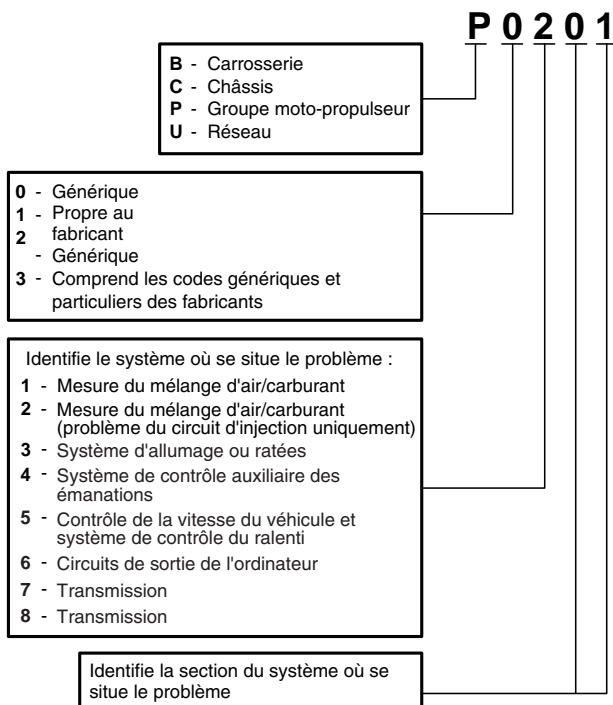 P 0 2 0 1
B - Carrosserie
C - Châssis
P - Groupe moto-propulseur
U - Réseau
0 - Générique
1 - Propre au
2 fabricant
- Générique
3 - Comprend les codes génériques et
particuliers des fabricants
Identifie le système où se situe le problème :
1 - Mesure du mélange d'air/carburant
2 - Mesure du mélange d'air/carburant
(problème du circuit d'injection uniquement)
3 - Système d'allumage ou ratées
4 - Système de contrôle auxiliaire des
émanations
5 - Contrôle de la vitesse du véhicule et
système de contrôle du ralenti
6 - Circuits de sortie de l'ordinateur
7 - Transmission
8 - Transmission
Identifie la section du système où se
situe le problème